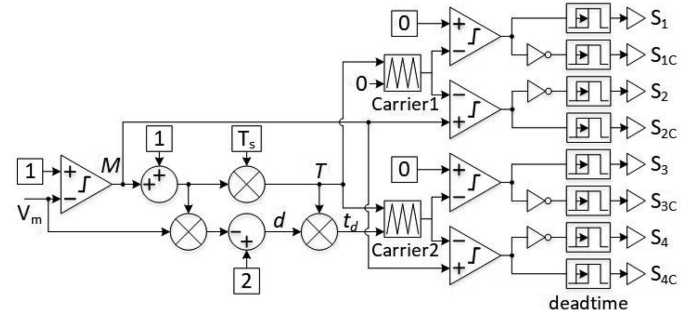 0
S1
S1C
0
Carrier1
S2
S2C
1
Ts
1
M
T
0
S3
S3C
Vm
d
td
Carrier2
S4
2
S4C
deadtime